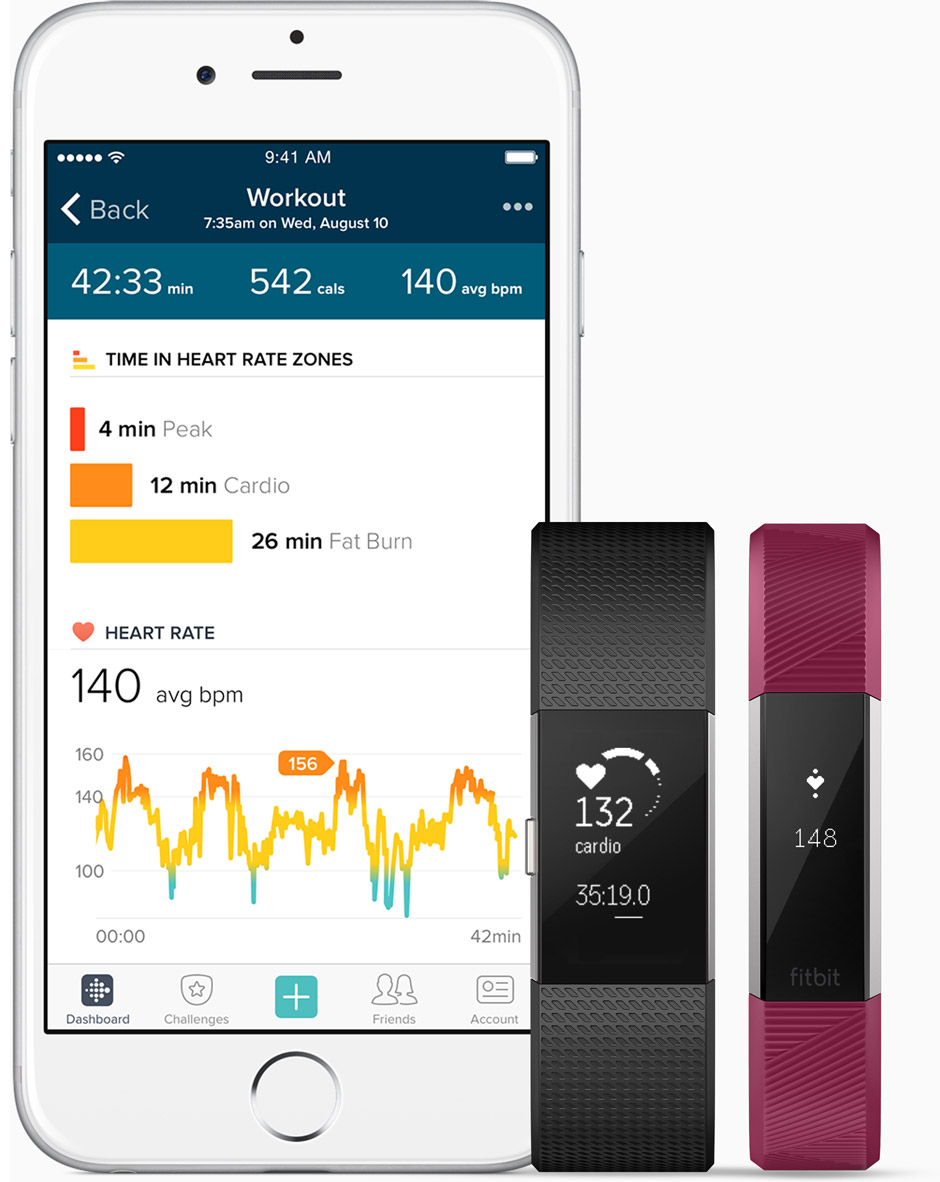 9:41 AM
Back
Workout
7:35am on Wed, August 10
42:33 min 542 cals 140 avg bpm
TIME IN HEART RATE ZONES
4 min Peak
12 min Cardio
26 min Fat Burn
HEART RATE
140 avg bpm
160
156
140
100
00:00 42min
Dashboard Challenges Friends Account
132
cardio
35:19.0
148
fitbit